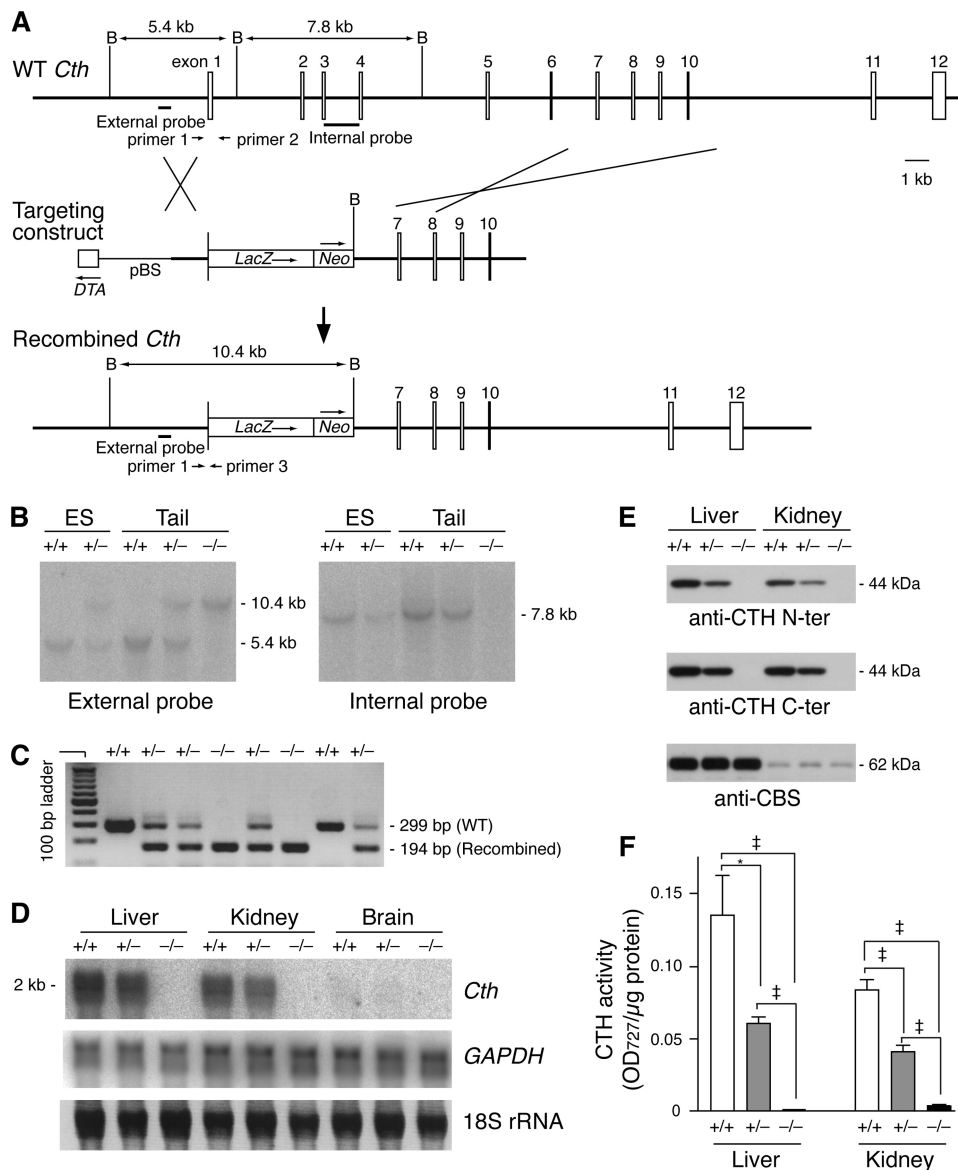 A
5.4 kb 7.8 kb
B B B
WT Cth
exon 1 2 3 4 5 6 7 8 9 10 11 12
External probe
primer 1 primer 2 Internal probe
1 kb
Targeting
construct
B
7 8 9 10
LacZ Neo
pBS
DTA
Recombined Cth
10.4 kb
B B
7 8 9 10 11 12
LacZ Neo
External probe
primer 1 primer 3
B
ES Tail
+/+ +/– +/+ +/– –/–
- 10.4 kb
- 5.4 kb
External probe
ES Tail
+/+ +/– +/+ +/– –/–
- 7.8 kb
Internal probe
C
100 bp ladder
+/+ +/– +/– –/– +/– –/– +/+ +/–
- 299 bp (WT)
- 194 bp (Recombined)
D
Liver Kidney Brain
+/+ +/– –/– +/+ +/– –/– +/+ +/– –/–
2 kb -
Cth
GAPDH
18S rRNA
E
Liver Kidney
+/+ +/– –/– +/+ +/– –/–
- 44 kDa
anti-CTH N-ter
- 44 kDa
anti-CTH C-ter
- 62 kDa
anti-CBS
F
CTH activity
(OD727/µg protein)
0.15
0.10
0.05
0
‡
*
‡
‡
‡
‡
+/+ +/– –/– +/+ +/– –/–
Liver Kidney